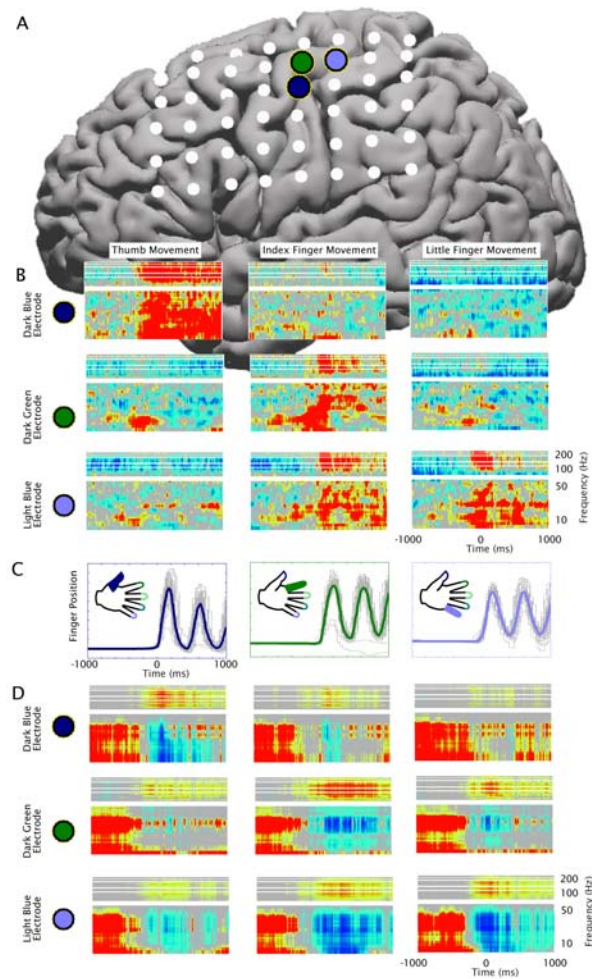 A
Thumb Movement
Index Finger Movement
Little Finger Movement
B
Dark Blue
Electrode
Dark Green
Electrode
Light Blue
Electrode
200
100
50
10
Frequency (Hz)
-1000
0
1000
Time (ms)
C
Finger Position
-1000
0
1000
Time (ms)
D
Dark Blue
Electrode
Dark Green
Electrode
Light Blue
Electrode
200
100
50
10
Frequency (Hz)
-1000
0
1000
Time (ms)